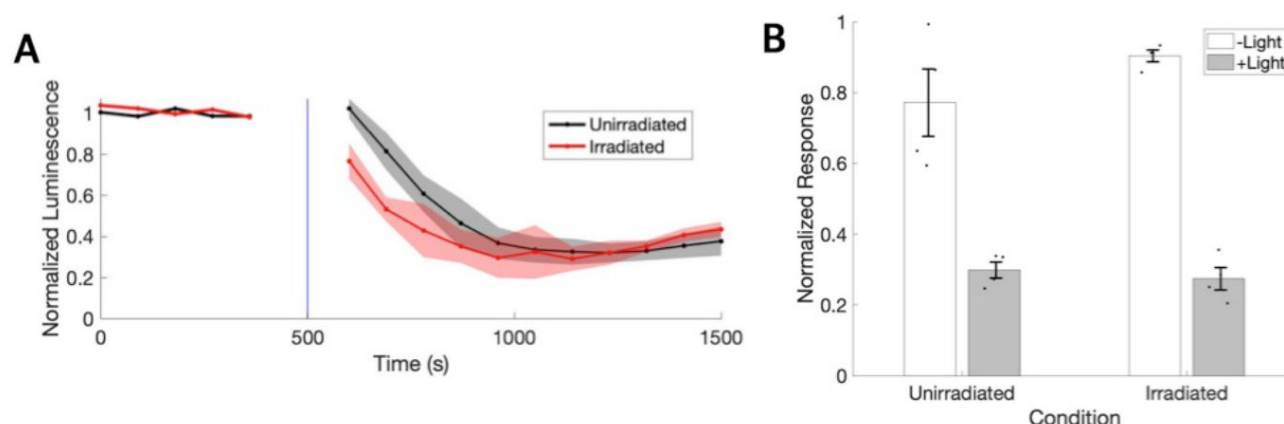 A
Normalized Luminescence
1
0.8
0.6
0.4
0.2
0
0
500
1000
1500
Time (s)
Unirradiated
Irradiated
B
Normalized Response
1
0.8
0.6
0.4
0.2
0
-Light
+Light
Unirradiated
Irradiated
Condition